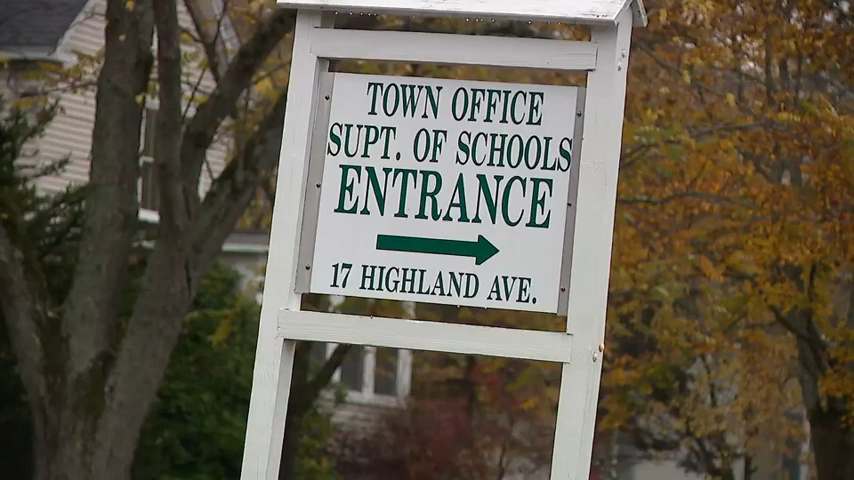 TOWN OFFICE
SUPT. OF SCHOOLS
ENTRANCE
17 HIGHLAND AVE.